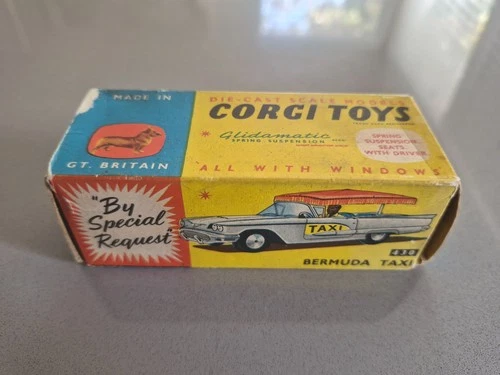 MADE IN
GT. BRITAIN
DIE-CAST SCALE MODELS
CORGI TOYS
Glidamatic
SPRING SUSPENSION
SPRING
SUSPENSION
SEATS
WITH DRIVER
ALL WITH WINDOWS
"By
Special
Request"
TAXI
430
BERMUDA TAXI